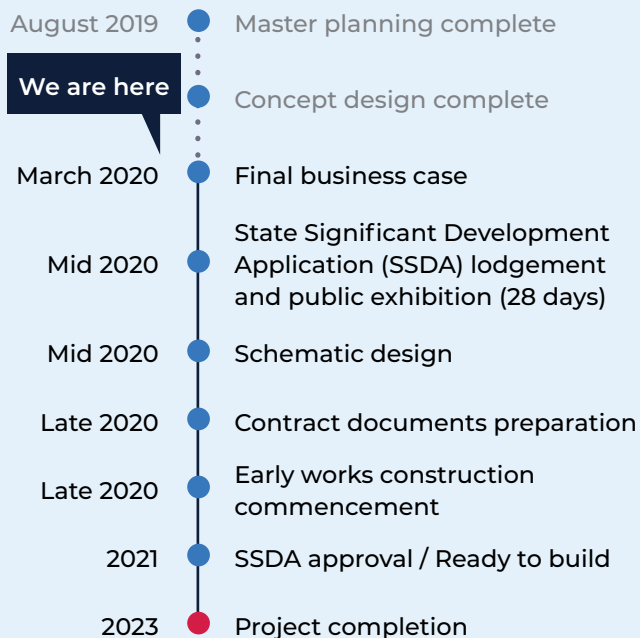 August 2019
Master planning complete
We are here
Concept design complete
March 2020
Final business case
Mid 2020
State Significant Development
Application (SSDA) lodgement
and public exhibition (28 days)
Mid 2020
Schematic design
Late 2020
Contract documents preparation
Late 2020
Early works construction
commencement
2021
SSDA approval / Ready to build
2023
Project completion